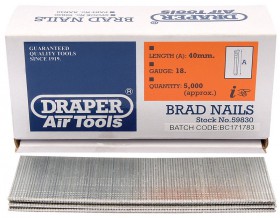 GUARANTEED
QUALITY TOOLS
SINCE 1919.
LENGTH (A): 40mm.
A
GAUGE: 18.
QUANTITY: 5,000
(approx.)
DRAPER
Air Tools
BRAD NAILS
Stock No.59830
BATCH CODE:BC171783